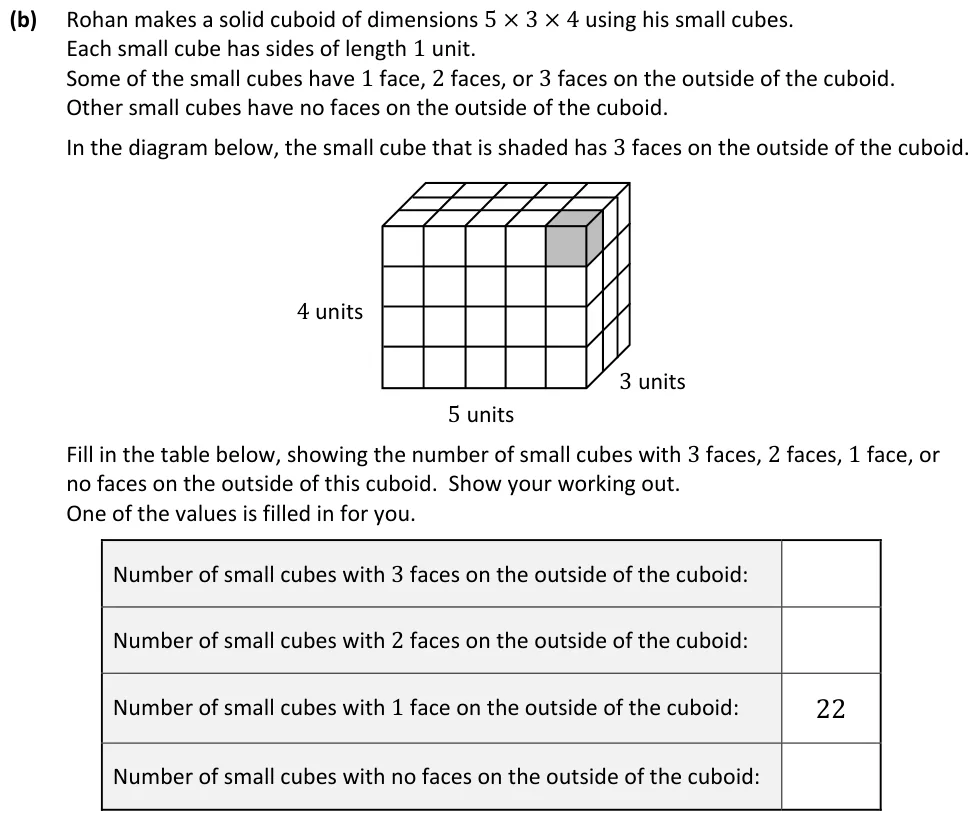 (b) Rohan makes a solid cuboid of dimensions 5 × 3 × 4 using his small cubes.
Each small cube has sides of length 1 unit.
Some of the small cubes have 1 face, 2 faces, or 3 faces on the outside of the cuboid.
Other small cubes have no faces on the outside of the cuboid.
In the diagram below, the small cube that is shaded has 3 faces on the outside of the cuboid.
4 units
3 units
5 units
Fill in the table below, showing the number of small cubes with 3 faces, 2 faces, 1 face, or
no faces on the outside of this cuboid. Show your working out.
One of the values is filled in for you.
Number of small cubes with 3 faces on the outside of the cuboid:
Number of small cubes with 2 faces on the outside of the cuboid:
Number of small cubes with 1 face on the outside of the cuboid: 22
Number of small cubes with no faces on the outside of the cuboid: